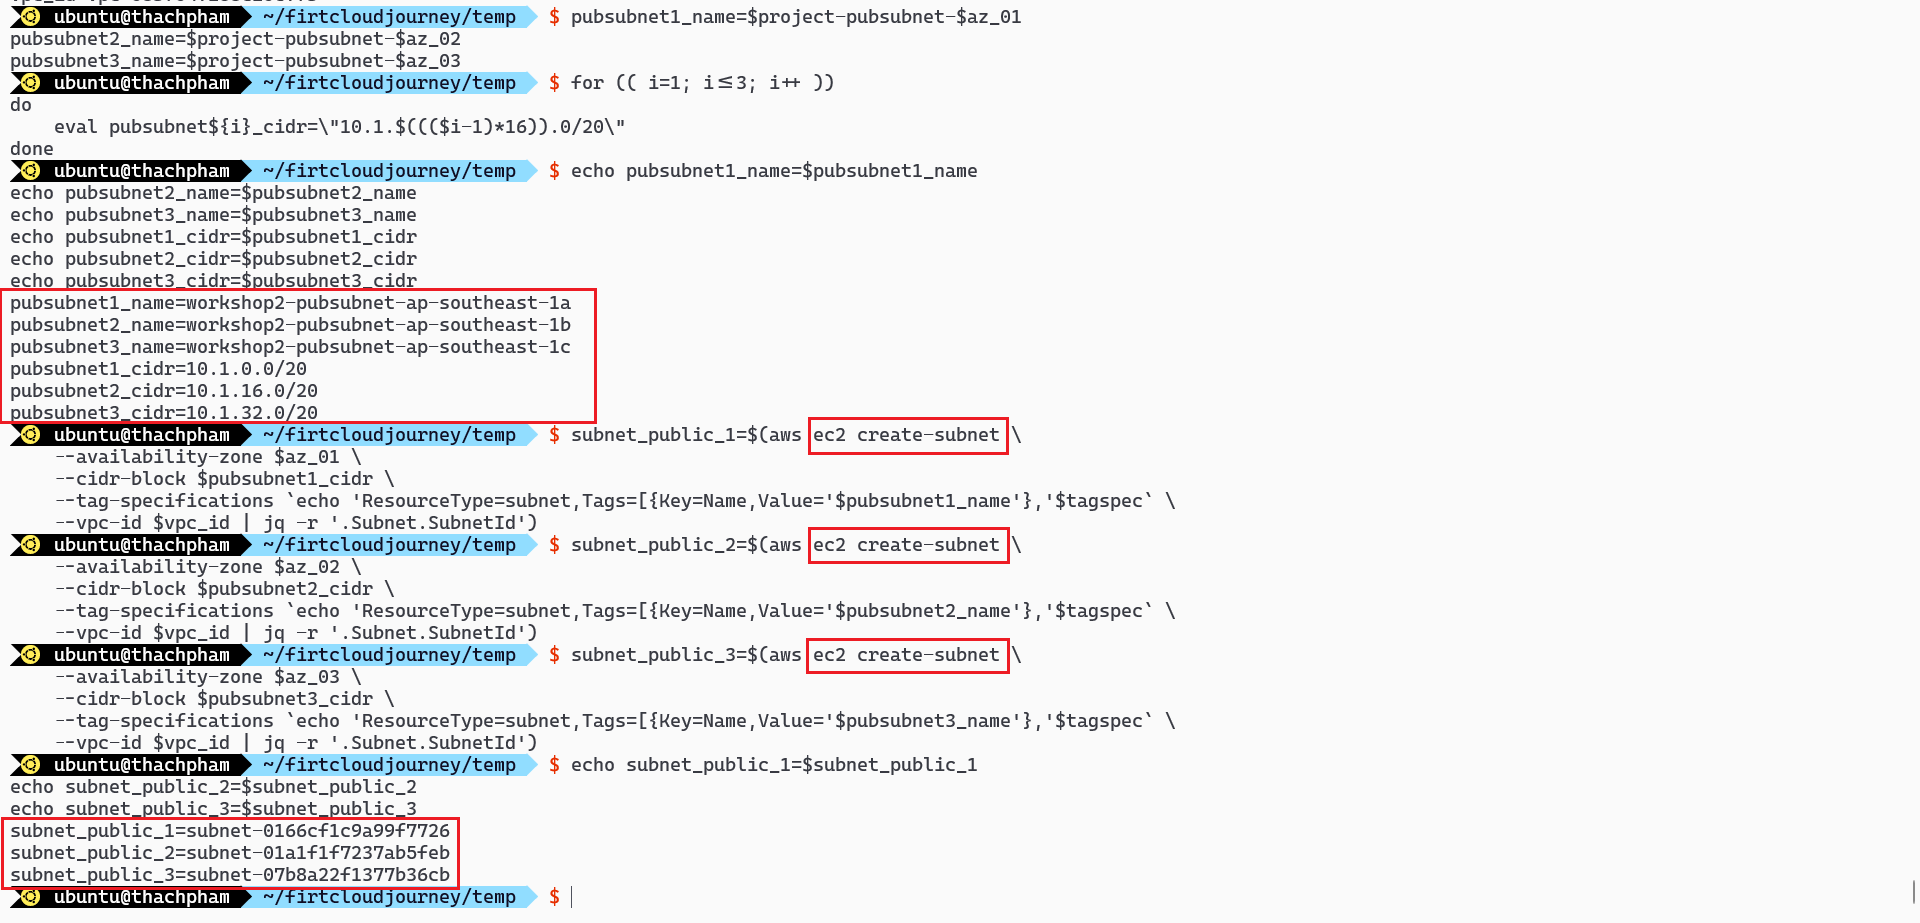 ubuntu@thachpham ~/firtcloudjourney/temp $ pubsubnet1_name=$project-pubsubnet-$az_01
pubsubnet2_name=$project-pubsubnet-$az_02
pubsubnet3_name=$project-pubsubnet-$az_03
ubuntu@thachpham ~/firtcloudjourney/temp $ for (( i=1; i≤3; i++ ))
do
    eval pubsubnet${i}_cidr=\"10.1.$((($i-1)*16)).0/20\"
done
ubuntu@thachpham ~/firtcloudjourney/temp $ echo pubsubnet1_name=$pubsubnet1_name
echo pubsubnet2_name=$pubsubnet2_name
echo pubsubnet3_name=$pubsubnet3_name
echo pubsubnet1_cidr=$pubsubnet1_cidr
echo pubsubnet2_cidr=$pubsubnet2_cidr
echo pubsubnet3_cidr=$pubsubnet3_cidr
pubsubnet1_name=workshop2-pubsubnet-ap-southeast-1a
pubsubnet2_name=workshop2-pubsubnet-ap-southeast-1b
pubsubnet3_name=workshop2-pubsubnet-ap-southeast-1c
pubsubnet1_cidr=10.1.0.0/20
pubsubnet2_cidr=10.1.16.0/20
pubsubnet3_cidr=10.1.32.0/20
ubuntu@thachpham ~/firtcloudjourney/temp $ subnet_public_1=$(aws ec2 create-subnet \
    --availability-zone $az_01 \
    --cidr-block $pubsubnet1_cidr \
    --tag-specifications `echo 'ResourceType=subnet,Tags=[{Key=Name,Value='$pubsubnet1_name'},'$tagspec` \
    --vpc-id $vpc_id | jq -r '.Subnet.SubnetId')
ubuntu@thachpham ~/firtcloudjourney/temp $ subnet_public_2=$(aws ec2 create-subnet \
    --availability-zone $az_02 \
    --cidr-block $pubsubnet2_cidr \
    --tag-specifications `echo 'ResourceType=subnet,Tags=[{Key=Name,Value='$pubsubnet2_name'},'$tagspec` \
    --vpc-id $vpc_id | jq -r '.Subnet.SubnetId')
ubuntu@thachpham ~/firtcloudjourney/temp $ subnet_public_3=$(aws ec2 create-subnet \
    --availability-zone $az_03 \
    --cidr-block $pubsubnet3_cidr \
    --tag-specifications `echo 'ResourceType=subnet,Tags=[{Key=Name,Value='$pubsubnet3_name'},'$tagspec` \
    --vpc-id $vpc_id | jq -r '.Subnet.SubnetId')
ubuntu@thachpham ~/firtcloudjourney/temp $ echo subnet_public_1=$subnet_public_1
echo subnet_public_2=$subnet_public_2
echo subnet_public_3=$subnet_public_3
subnet_public_1=subnet-0166cf1c9a99f7726
subnet_public_2=subnet-01a1f1f7237ab5feb
subnet_public_3=subnet-07b8a22f1377b36cb
ubuntu@thachpham ~/firtcloudjourney/temp $